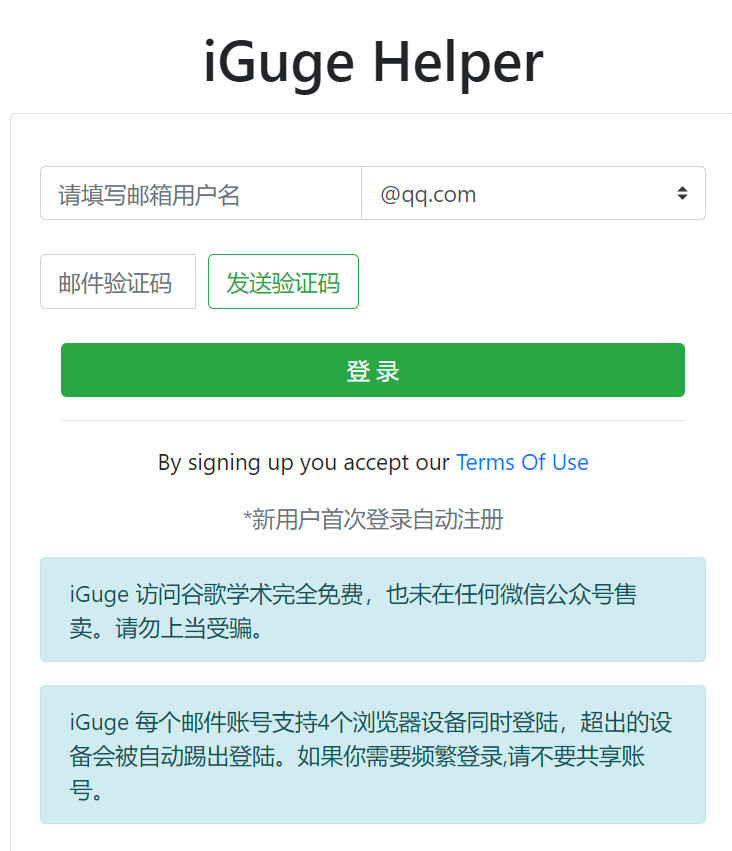 iGuge Helper
请填写邮箱用户名 @qq.com
邮件验证码 发送验证码
登 录
By signing up you accept our Terms Of Use
*新用户首次登录自动注册
iGuge 访问谷歌学术完全免费，也未在任何微信公众号售
卖。请勿上当受骗。
iGuge 每个邮件账号支持4个浏览器设备同时登陆，超出的设
备会被自动踢出登陆。如果你需要频繁登录,请不要共享账
号。